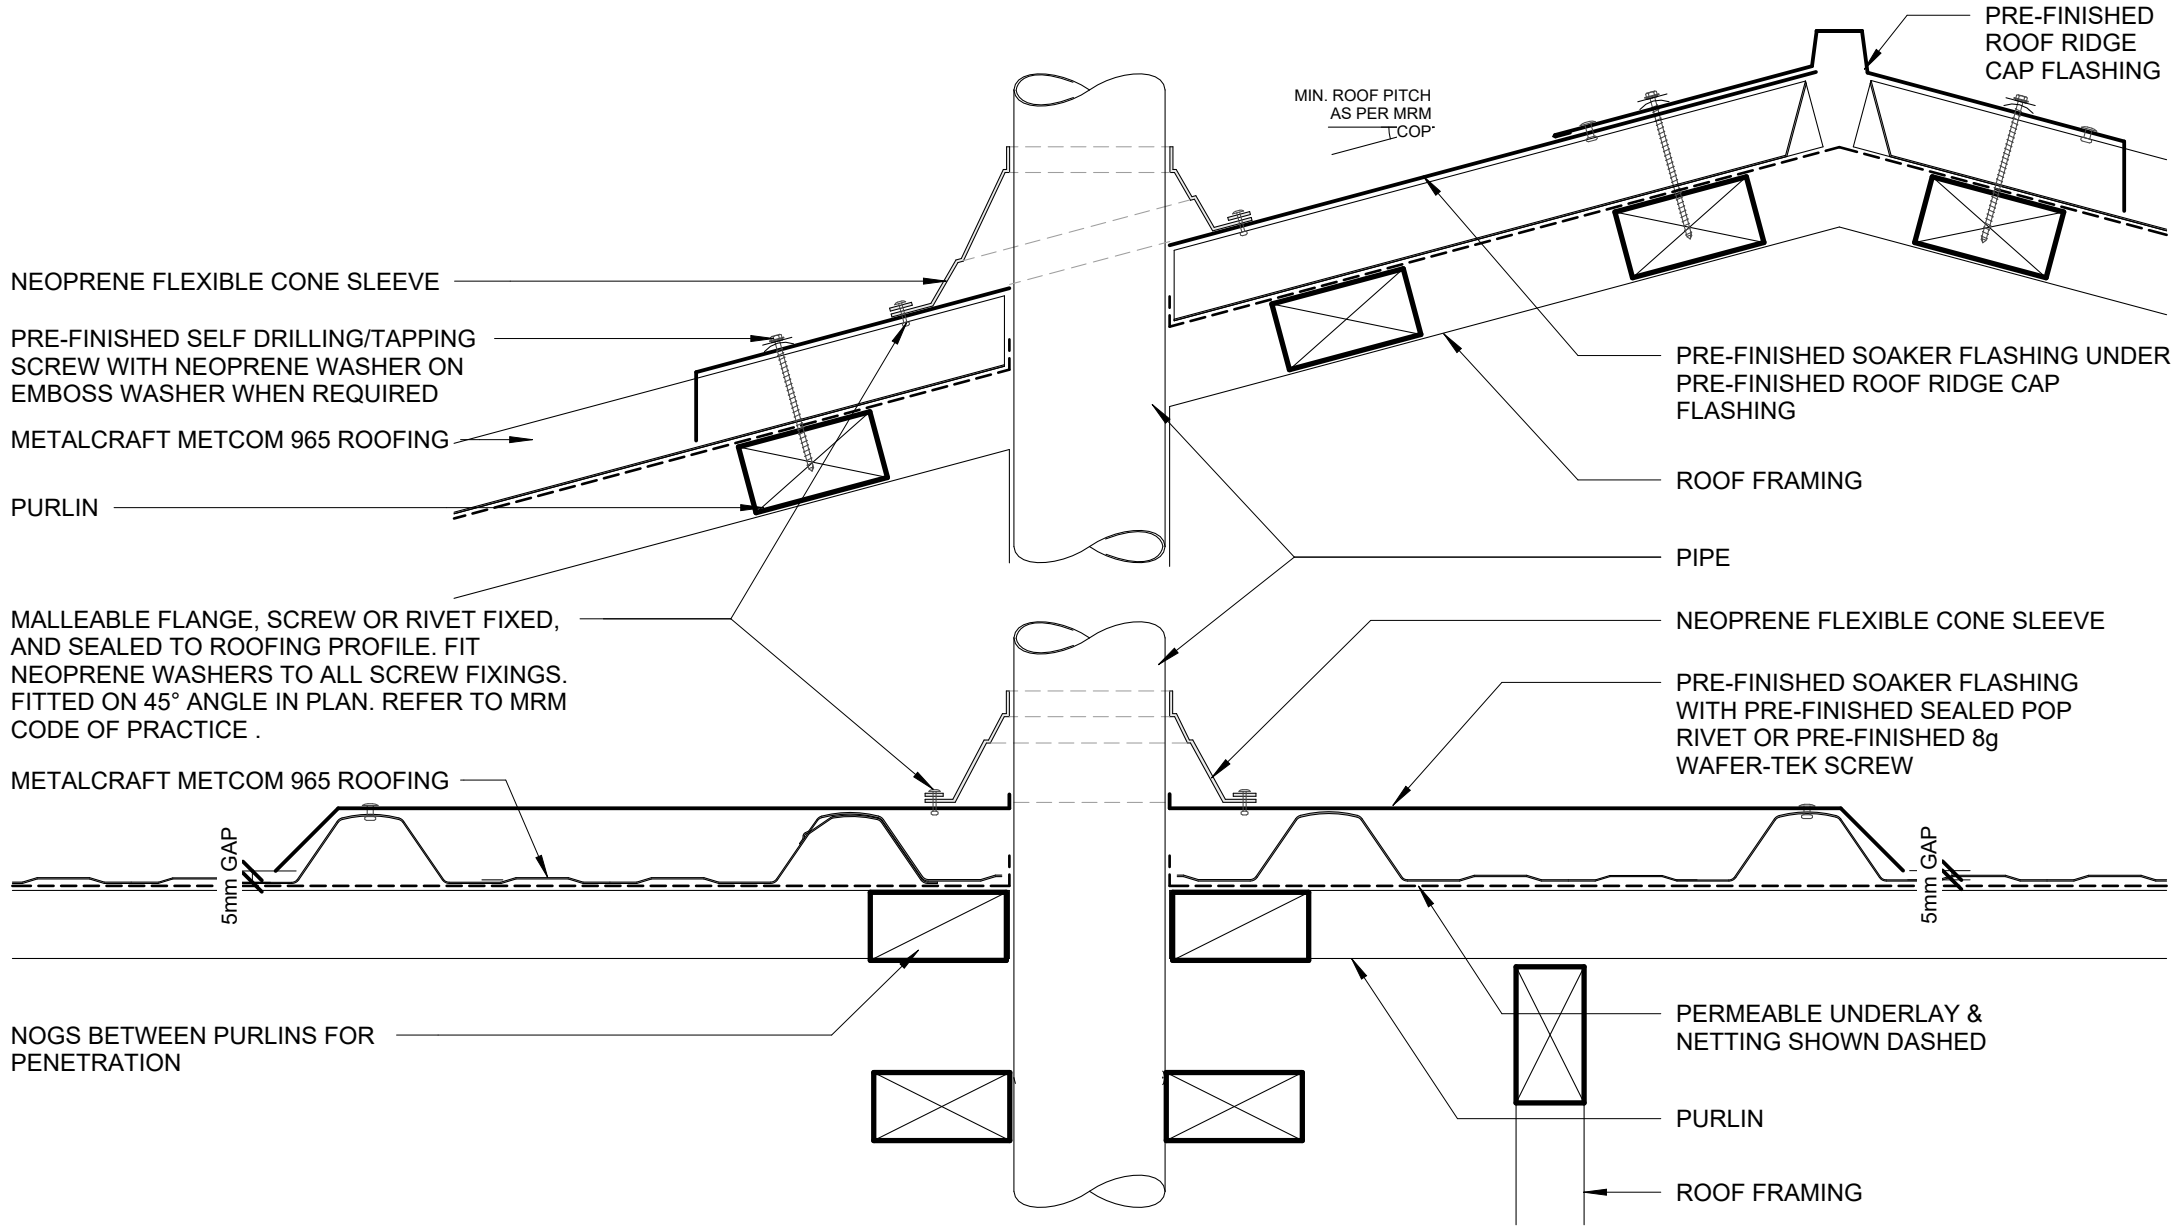 PRE-FINISHED
ROOF RIDGE
CAP FLASHING
MIN. ROOF PITCH
AS PER MRM
COP
NEOPRENE FLEXIBLE CONE SLEEVE
PRE-FINISHED SELF DRILLING/TAPPING
SCREW WITH NEOPRENE WASHER ON
EMBOSS WASHER WHEN REQUIRED
METALCRAFT METCOM 965 ROOFING
PURLIN
PRE-FINISHED SOAKER FLASHING UNDER
PRE-FINISHED ROOF RIDGE CAP
FLASHING
ROOF FRAMING
PIPE
MALLEABLE FLANGE, SCREW OR RIVET FIXED,
AND SEALED TO ROOFING PROFILE. FIT
NEOPRENE WASHERS TO ALL SCREW FIXINGS.
FITTED ON 45° ANGLE IN PLAN. REFER TO MRM
CODE OF PRACTICE .
METALCRAFT METCOM 965 ROOFING
NEOPRENE FLEXIBLE CONE SLEEVE
PRE-FINISHED SOAKER FLASHING
WITH PRE-FINISHED SEALED POP
RIVET OR PRE-FINISHED 8g
WAFER-TEK SCREW
5mm GAP
5mm GAP
NOGS BETWEEN PURLINS FOR
PENETRATION
PERMEABLE UNDERLAY &
NETTING SHOWN DASHED
PURLIN
ROOF FRAMING